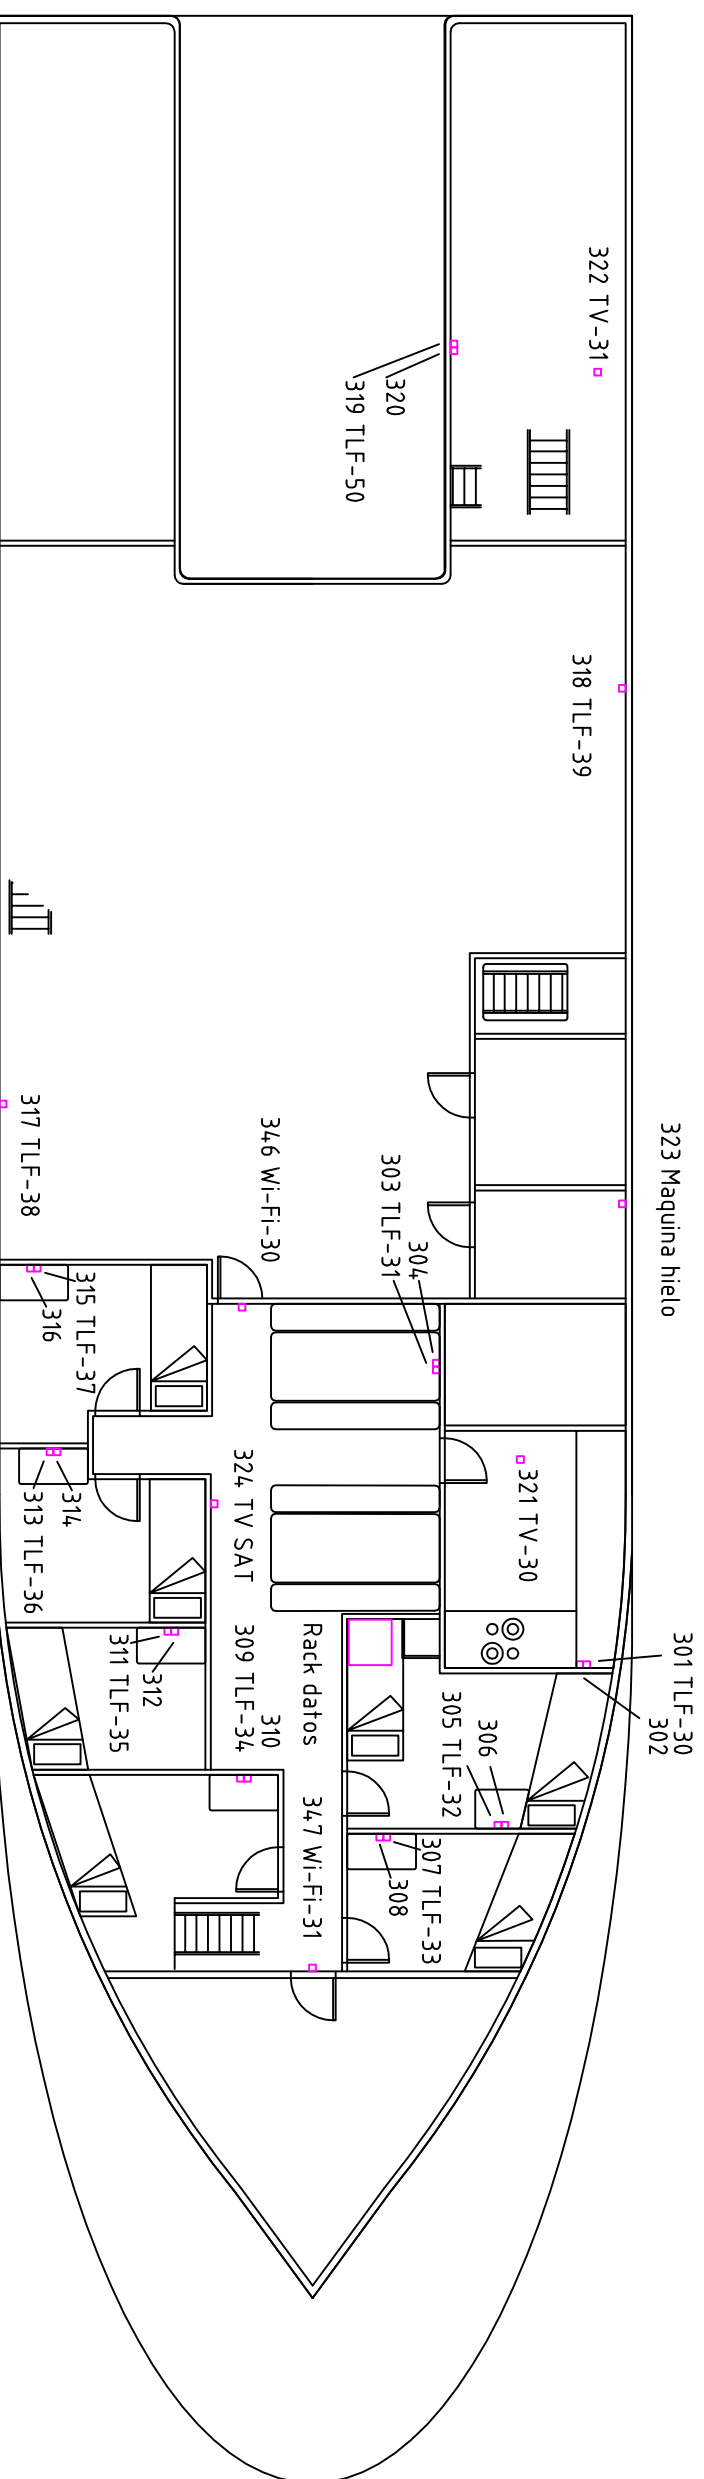 322 TV-31
320
319 TLF-50
318 TLF-39
323 Maquina hielo
317 TLF-38
346 Wi-Fi-30
304
303 TLF-31
315 TLF-37
316
314
313 TLF-36
324 TV SAT
321 TV-30
301 TLF-30
302
312
311 TLF-35
310
309 TLF-34
Rack datos
306
305 TLF-32
347 Wi-Fi-31
307 TLF-33
308